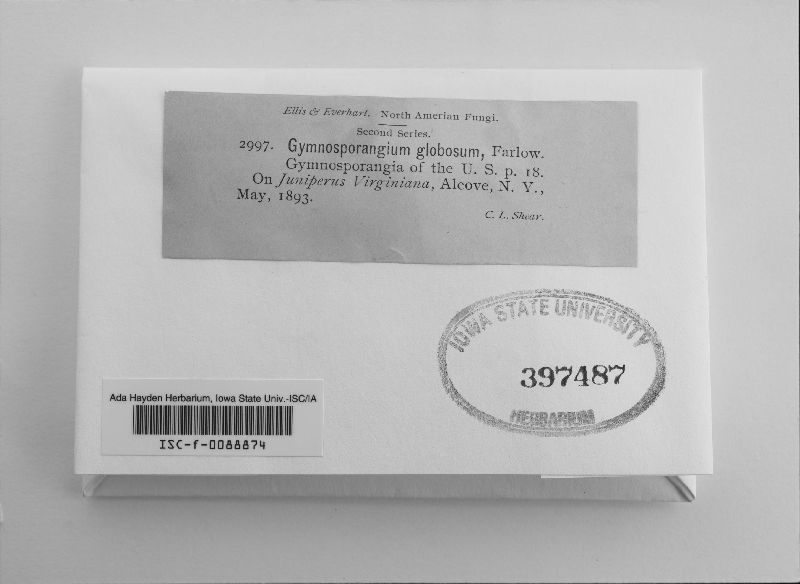 Ellis & Everhart. North Amerian Fungi.
Second Series.
2997. Gymnosporangium globosum, Farlow.
Gymnosporangia of the U. S. p. 18.
On Juniperus Virginiana, Alcove, N. Y.,
May, 1893.
C. L. Shear.
IOWA STATE UNIVERSITY
397487
HERBARIUM
Ada Hayden Herbarium, Iowa State Univ.-ISC/IA
ISC-f-0088874